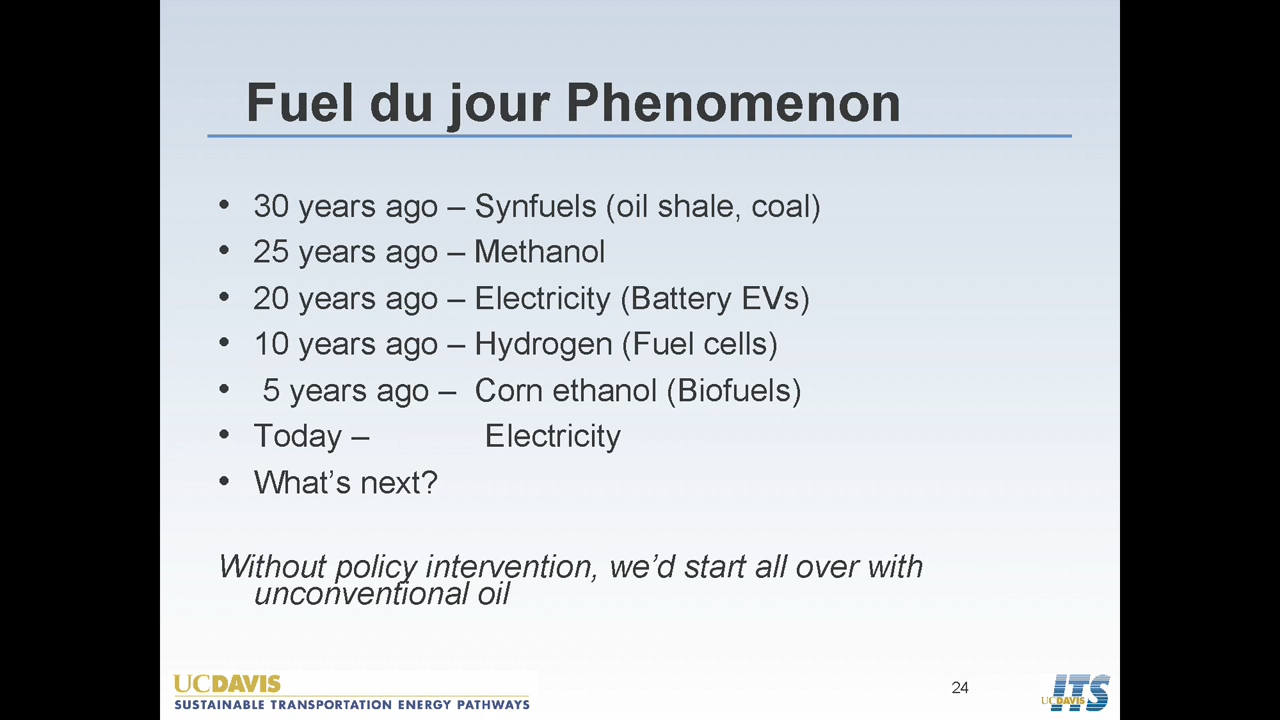 Fuel du jour Phenomenon
• 30 years ago – Synfuels (oil shale, coal)
• 25 years ago – Methanol
• 20 years ago – Electricity (Battery EVs)
• 10 years ago – Hydrogen (Fuel cells)
• 5 years ago – Corn ethanol (Biofuels)
• Today – Electricity
• What’s next?
Without policy intervention, we’d start all over with
unconventional oil
UCDAVIS
SUSTAINABLE TRANSPORTATION ENERGY PATHWAYS
24
UCDAVIS ITS